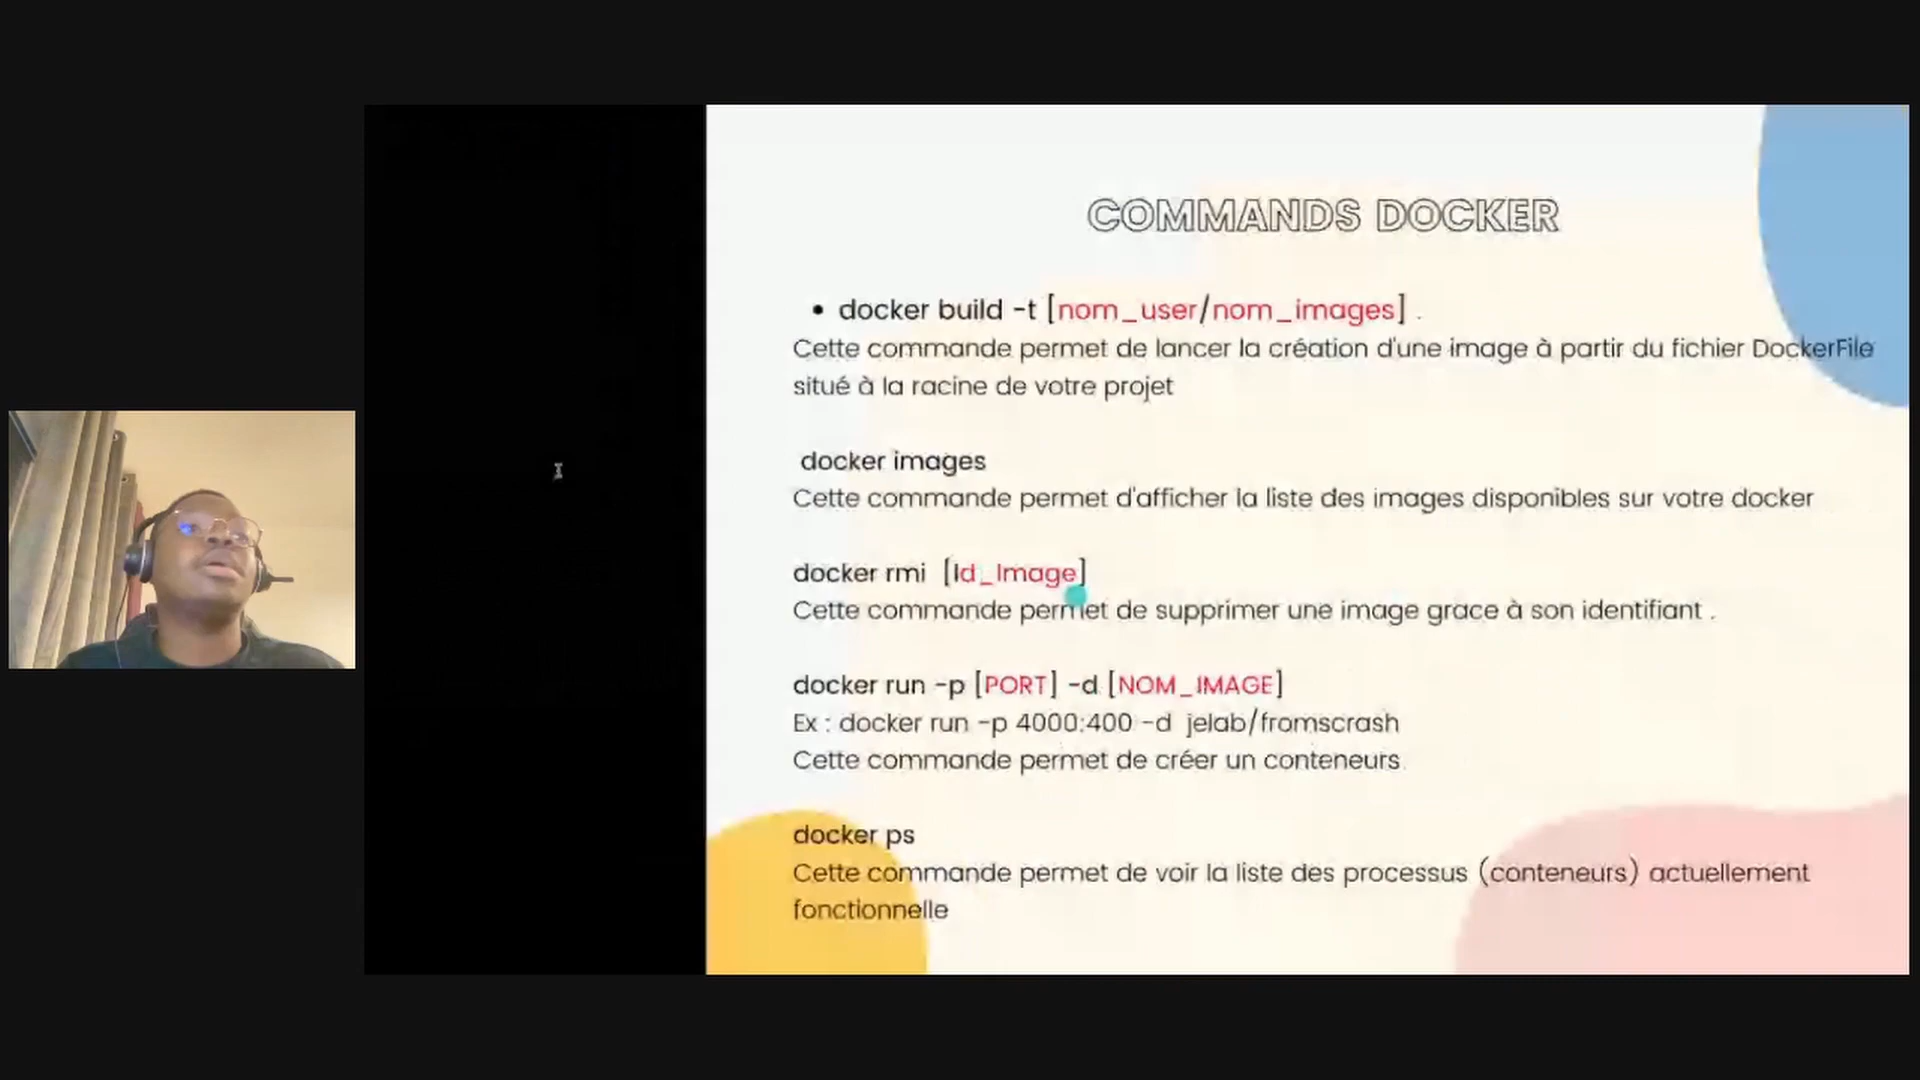 COMMANDS DOCKER
• docker build -t [nom_user/nom_images] .
Cette commande permet de lancer la création d'une image à partir du fichier DockerFile
situé à la racine de votre projet
docker images
Cette commande permet d'afficher la liste des images disponibles sur votre docker
docker rmi [Id_Image]
Cette commande permet de supprimer une image grace à son identifiant .
docker run -p [PORT] -d [NOM_IMAGE]
Ex : docker run -p 4000:400 -d jelab/fromscrash
Cette commande permet de créer un conteneurs
docker ps
Cette commande permet de voir la liste des processus (conteneurs) actuellement
fonctionnelle